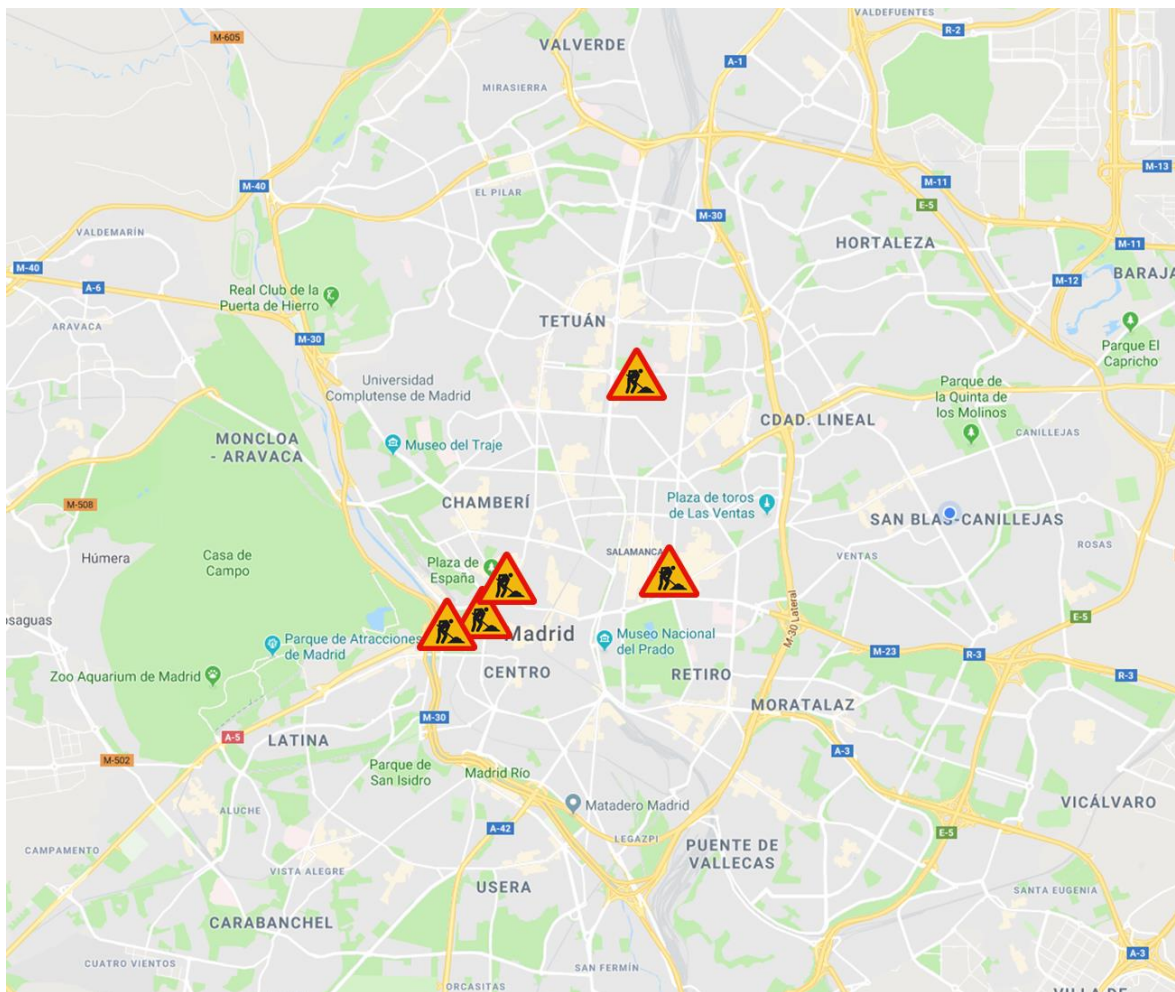 VALDEFUENTES
R-2
M-605
VALVERDE
A-1
MIRASIERRA
M-13
M-11
M-40
EL PILAR
E-5
M-30
VALDEMARÍN
HORTALEZA
M-11
M-40
BARAJA
A-6
M-12
Real Club de la
Puerta de Hierro
TETUÁN
ARAVACA
M-30
Parque El
Capricho
Universidad
Complutense de Madrid
Parque de
la Quinta de
los Molinos
CDAD. LINEAL
CANILLEJAS
MONCLOA
- ARAVACA
Museo del Traje
M-508
CHAMBERÍ
Plaza de toros
de Las Ventas
SAN BLAS-CANILLEJAS
Húmera
Casa de
Campo
Plaza de
España
SALAMANCA
VENTAS
ROSAS
osaguas
M-30 Lateral
E-5
Parque de Atracciones
de Madrid
Madrid
Museo Nacional
del Prado
M-23
R-3
R-3
Zoo Aquarium de Madrid
CENTRO
RETIRO
MORATALAZ
M-30
A-5
LATINA
A-3
M-502
Parque de
San Isidro
Madrid Río
ALUCHE
Matadero Madrid
VICÁLVARO
A-42
LEGAZPI
E-5
CAMPAMENTO
PUENTE DE
VALLECAS
VISTA ALEGRE
USERA
SANTA EUGENIA
CARABANCHEL
CUATRO VIENTOS
SAN FERMÍN
A-3
ORCASITAS
VILLA DE